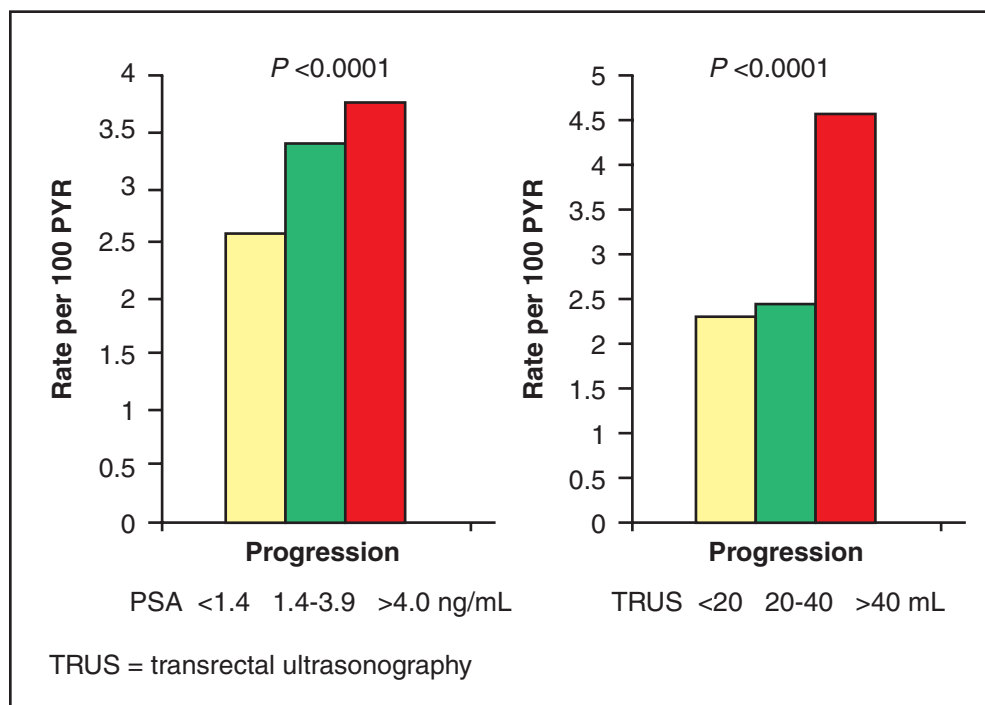 P <0.0001
4
3.5
3
2.5
2
1.5
1
0.5
0
Rate per 100 PYR
Progression
PSA <1.4 1.4-3.9 >4.0 ng/mL
P <0.0001
5
4.5
4
3.5
3
2.5
2
1.5
1
0.5
0
Rate per 100 PYR
Progression
TRUS <20 20-40 >40 mL
TRUS = transrectal ultrasonography